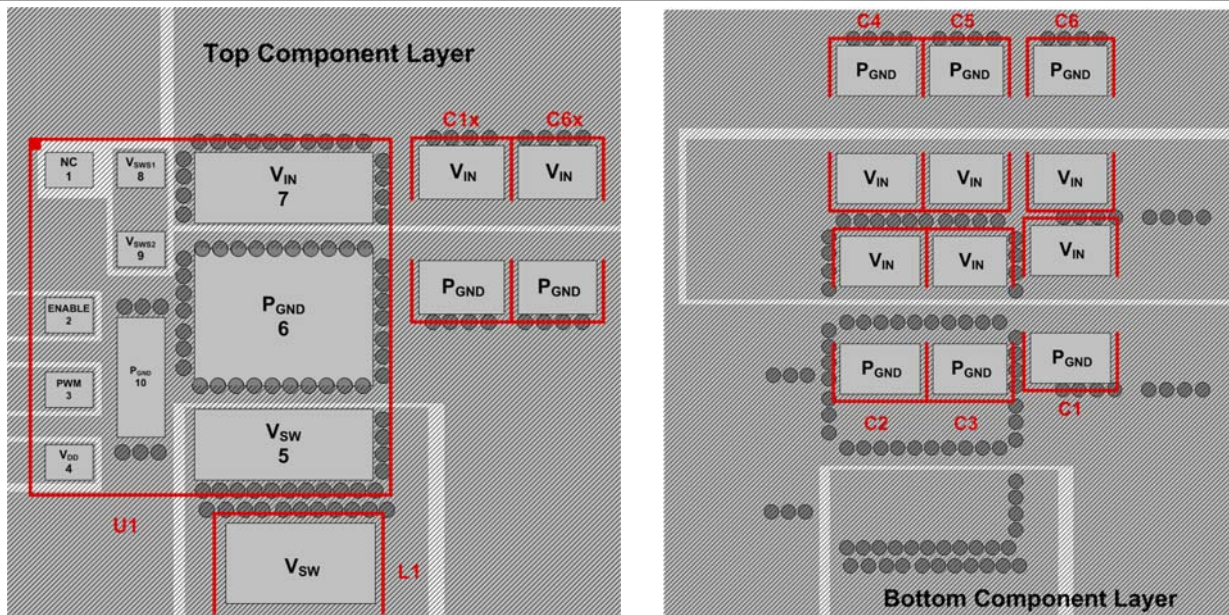 Top Component Layer
C1x
C6x
NC
1
VSWS1
8
VIN
7
VIN
VIN
VSWS2
9
PGND
6
PGND
PGND
ENABLE
2
PGND
10
PWM
3
VSW
5
VDD
4
U1
VSW
L1
C4
C5
C6
PGND
PGND
PGND
VIN
VIN
VIN
VIN
VIN
VIN
PGND
PGND
PGND
C2
C3
C1
Bottom Component Layer